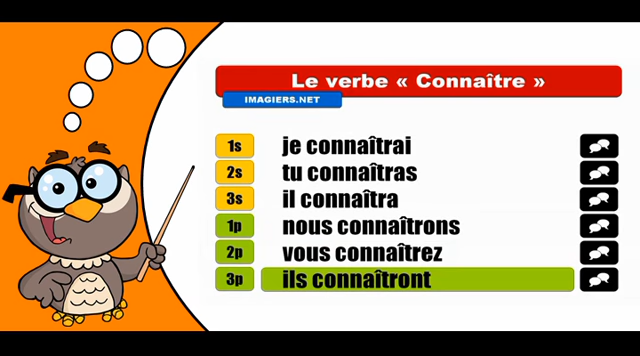 Le verbe « Connaître »
IMAGIERS.NET
1s je connaîtrai
2s tu connaîtras
3s il connaîtra
1p nous connaîtrons
2p vous connaîtrez
3p ils connaîtront